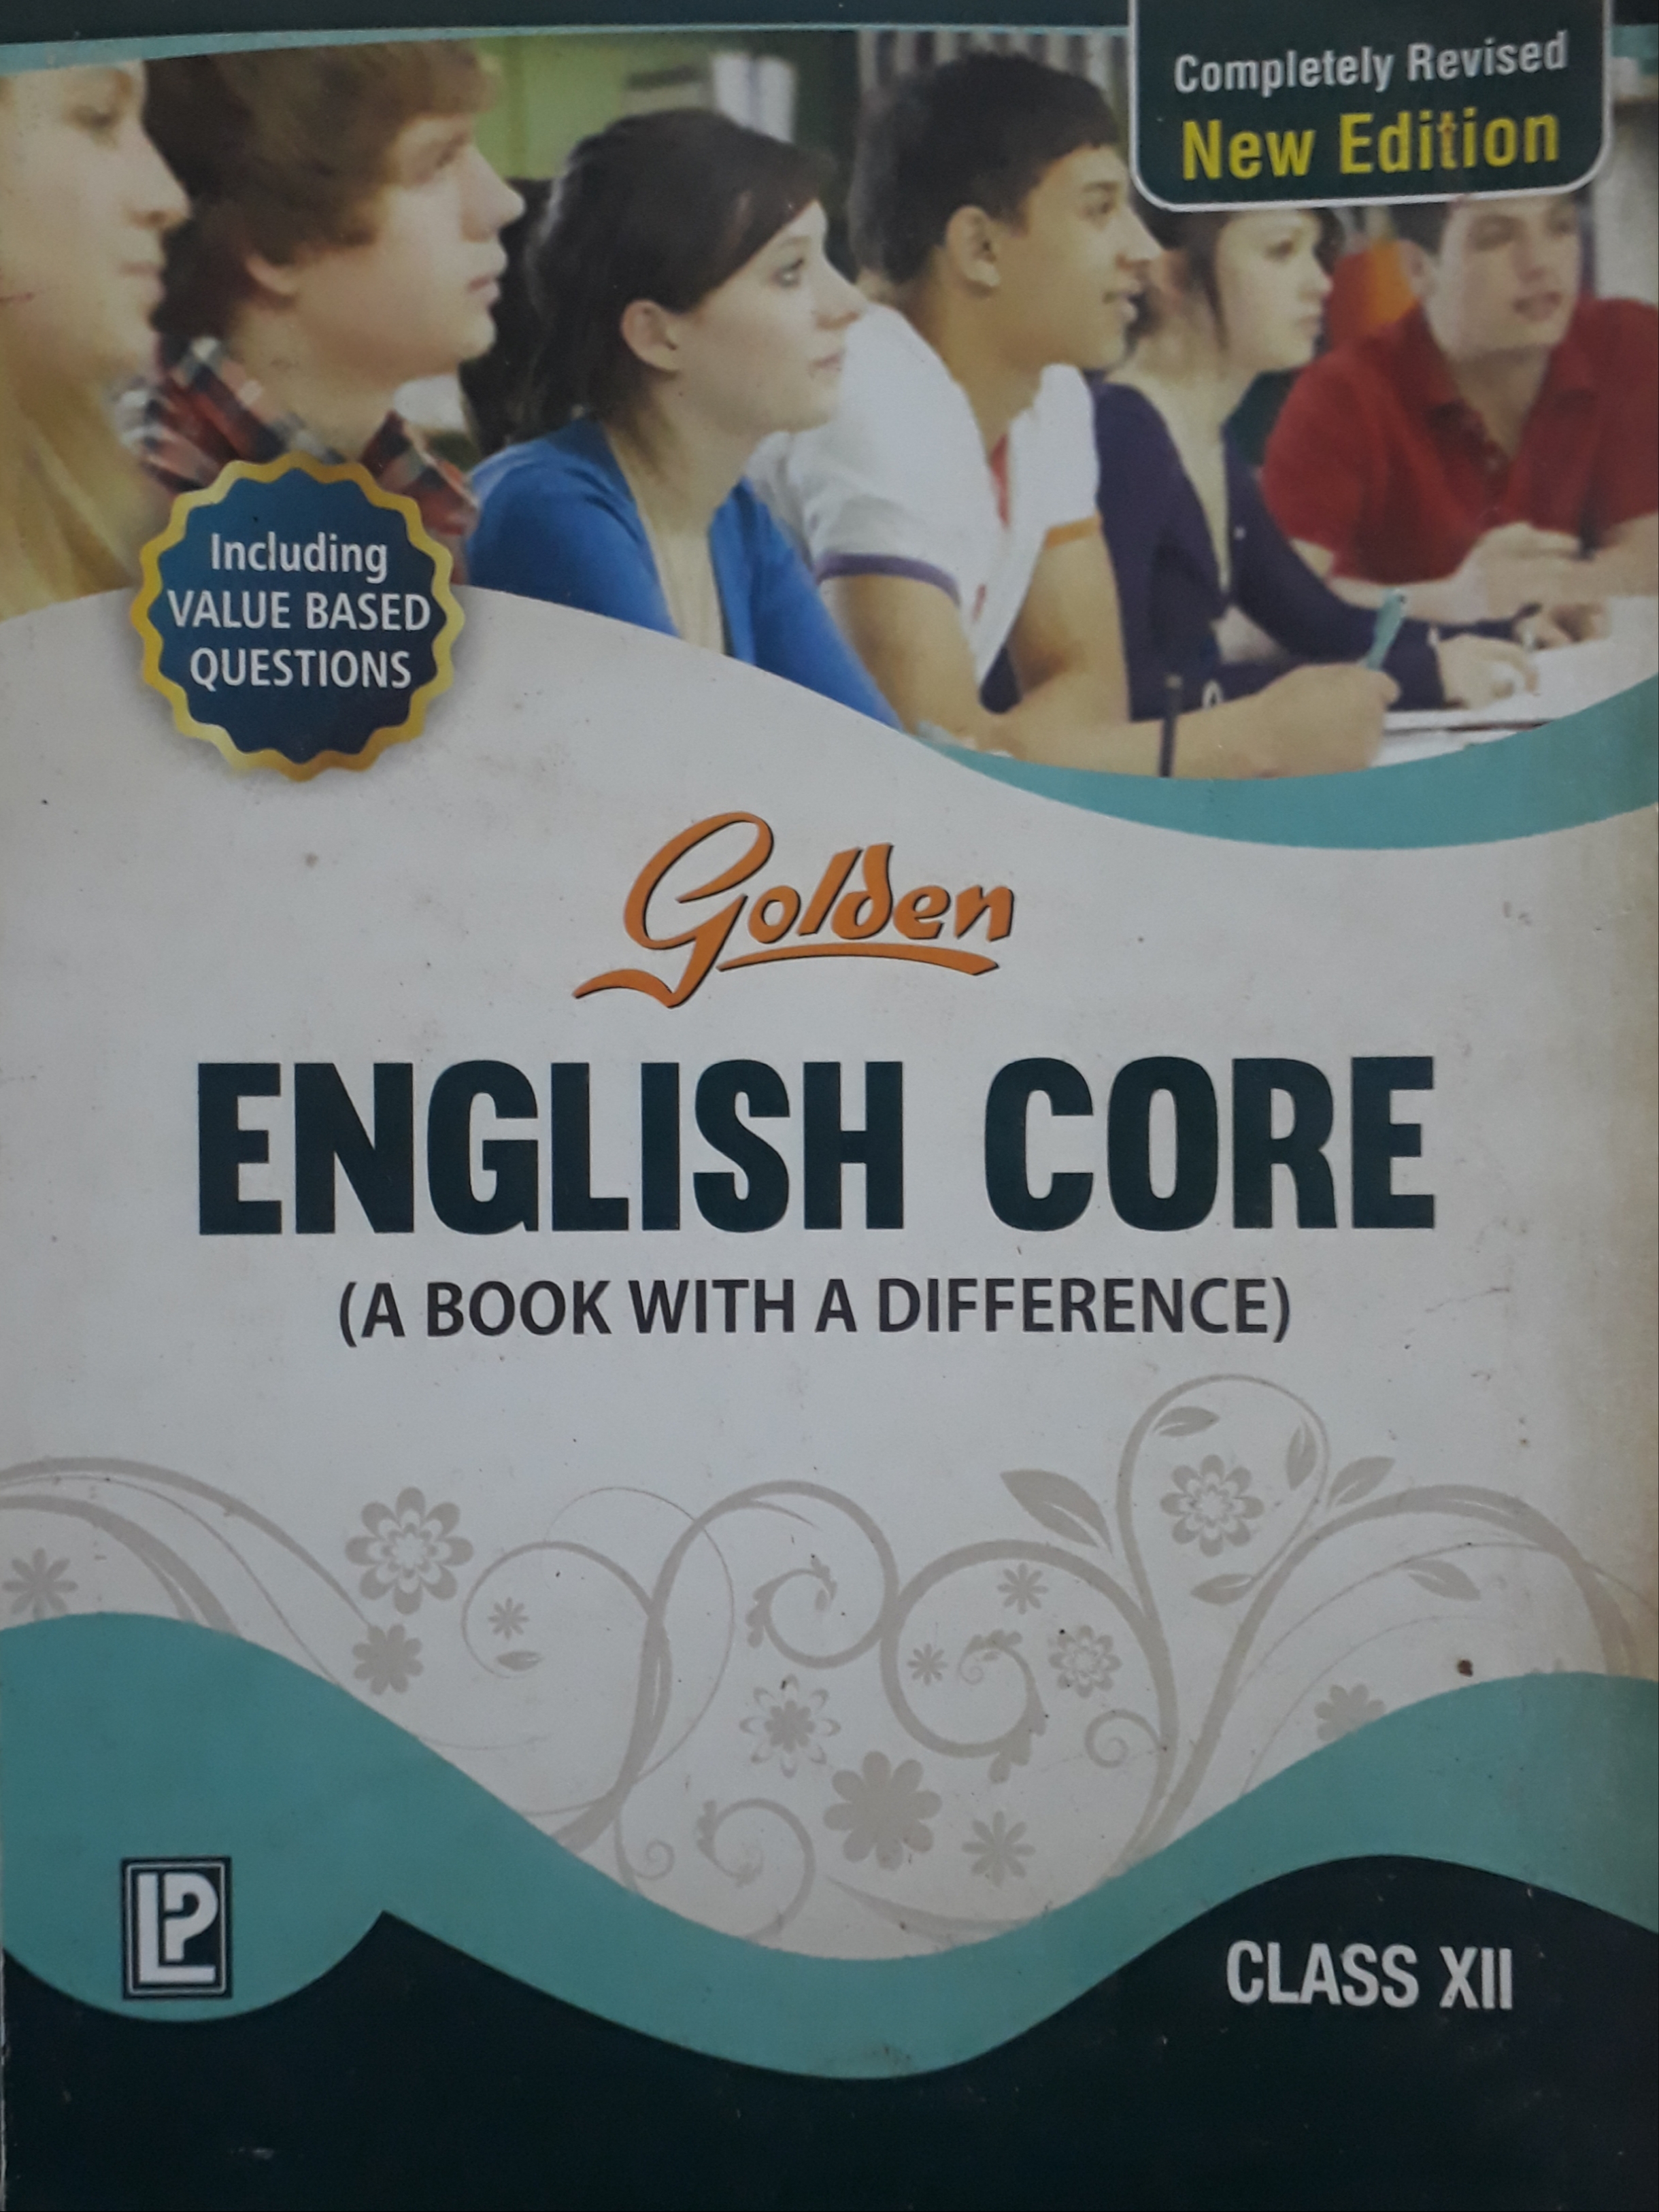 Completely Revised
New Edition
Including
VALUE BASED
QUESTIONS
Golden
ENGLISH CORE
(A BOOK WITH A DIFFERENCE)
LP
CLASS XII